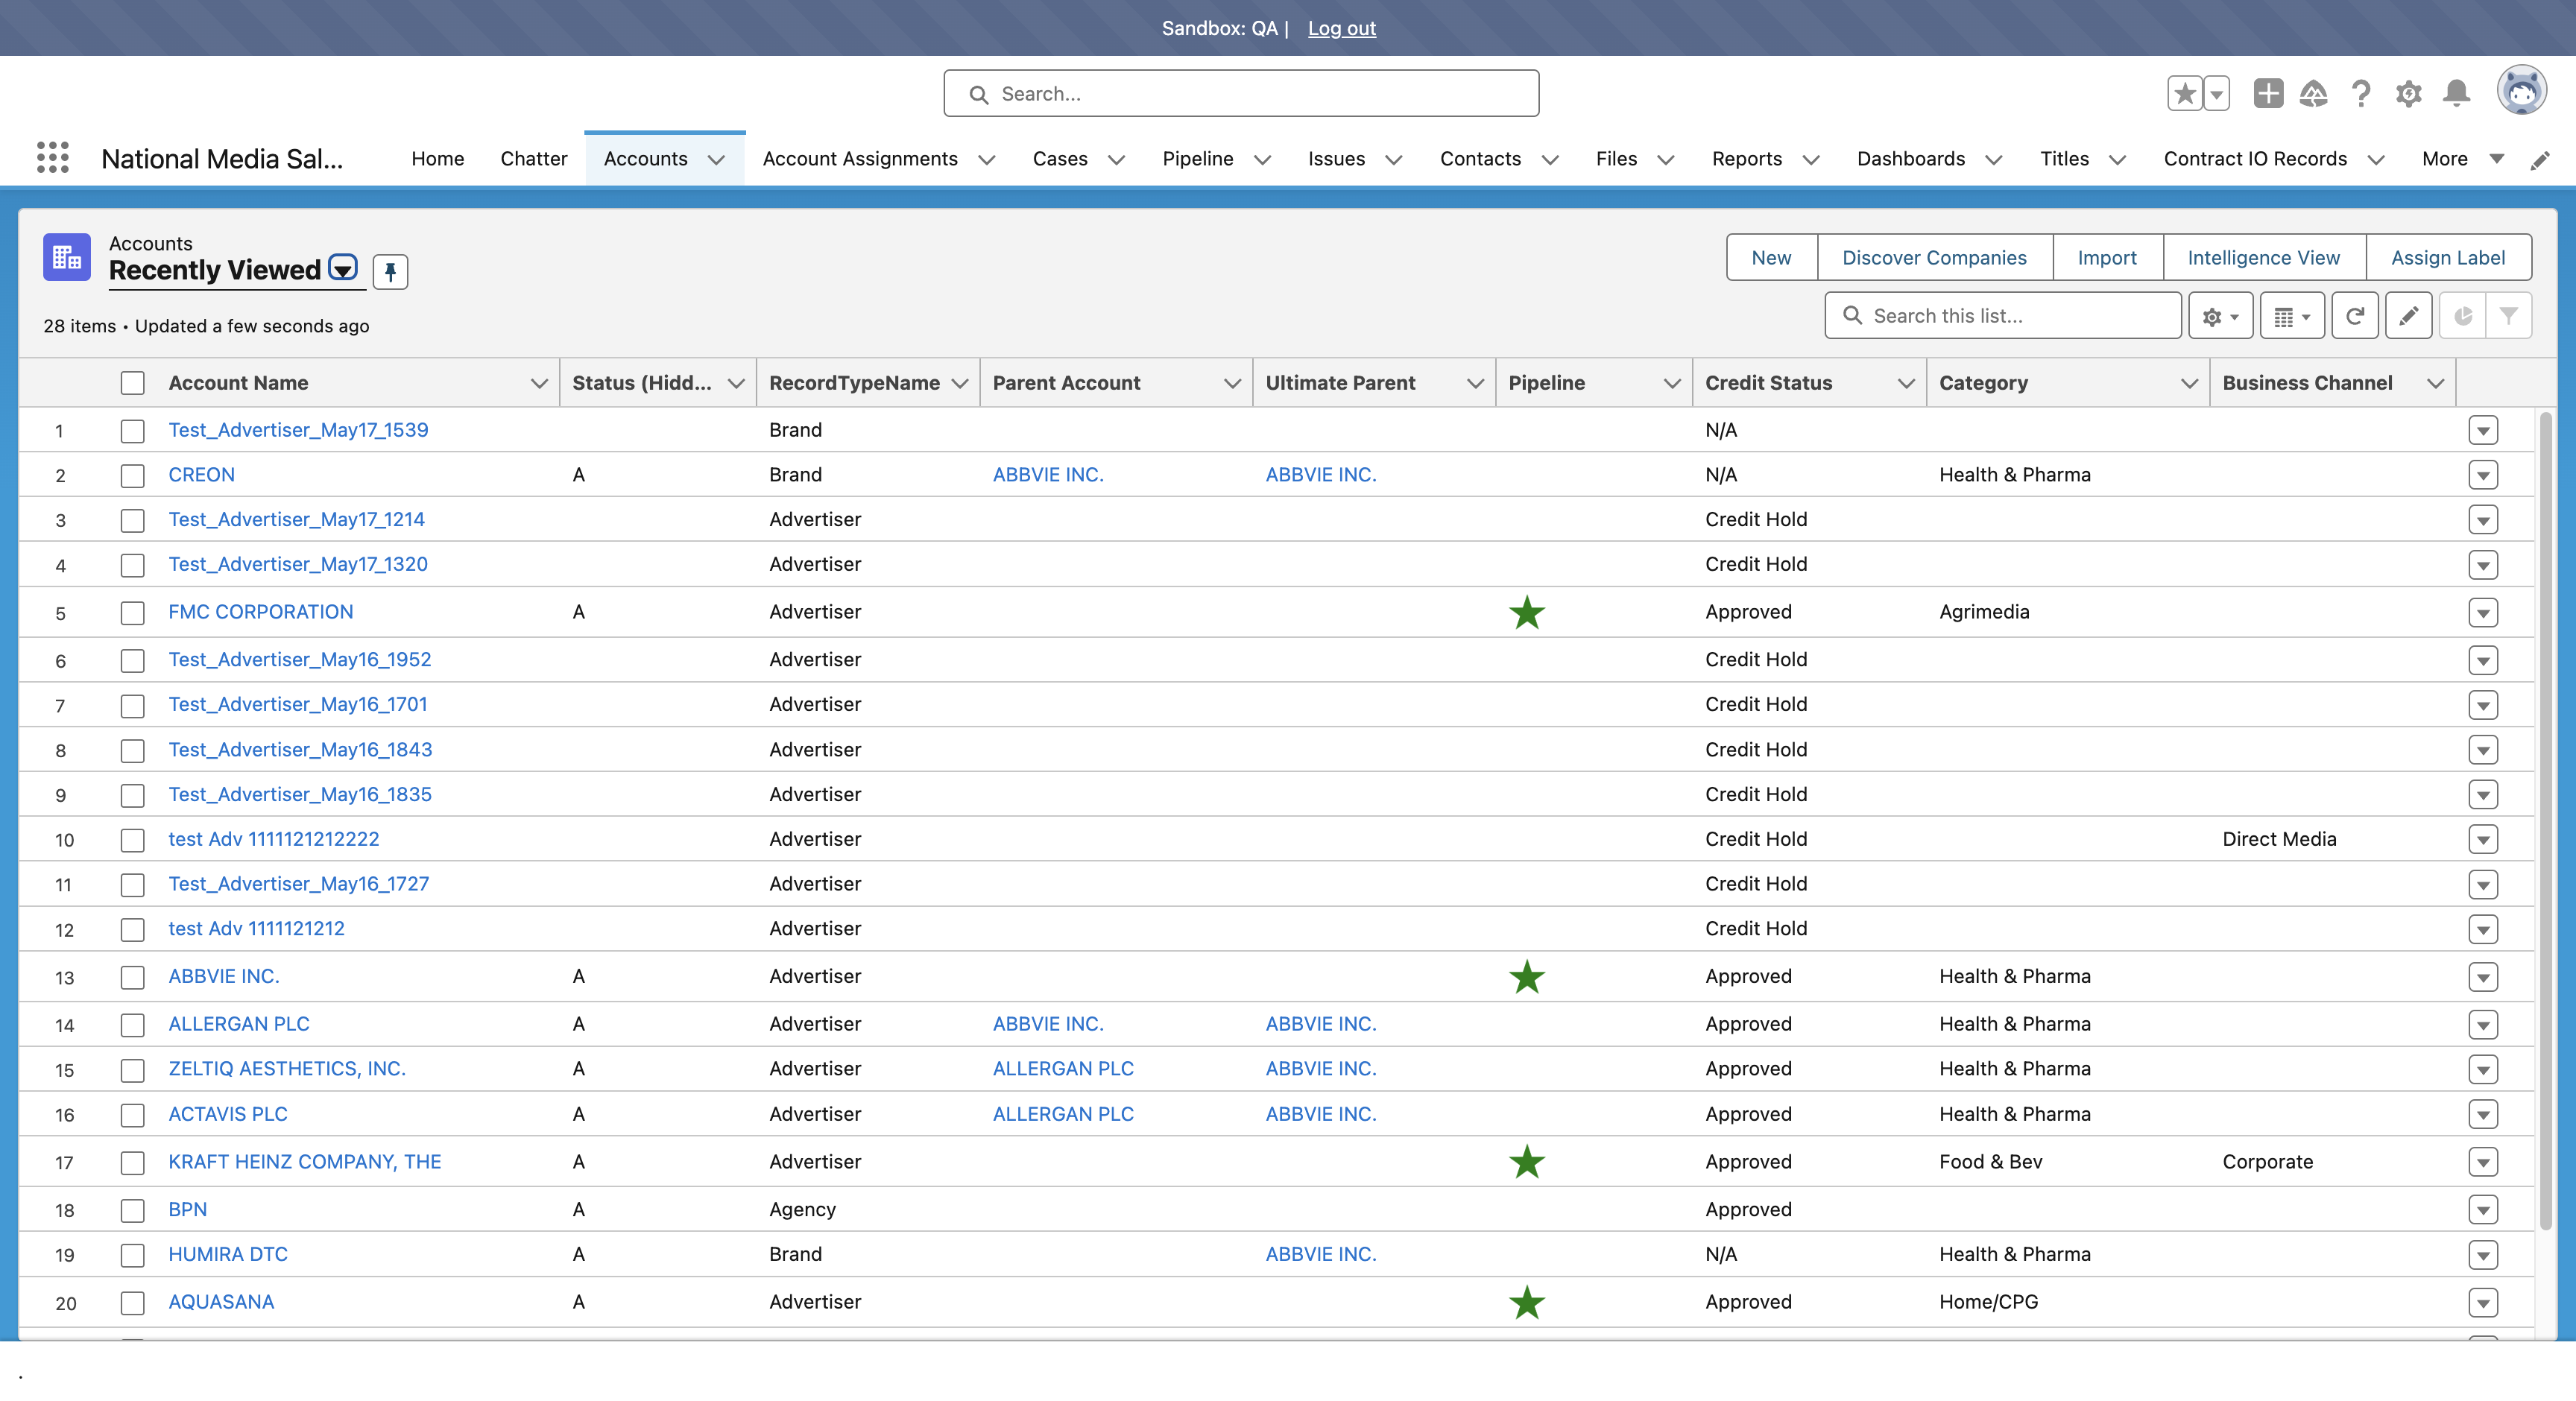 Sandbox: QA | Log out
Search...
National Media Sal... Home Chatter Accounts Account Assignments Cases Pipeline Issues Contacts Files Reports Dashboards Titles Contract IO Records More
Accounts
Recently Viewed
New Discover Companies Import Intelligence View Assign Label
28 items • Updated a few seconds ago
Search this list...
Account Name Status (Hidd... RecordTypeName Parent Account Ultimate Parent Pipeline Credit Status Category Business Channel
1 Test_Advertiser_May17_1539 Brand N/A
2 CREON A Brand ABBVIE INC. ABBVIE INC. N/A Health & Pharma
3 Test_Advertiser_May17_1214 Advertiser Credit Hold
4 Test_Advertiser_May17_1320 Advertiser Credit Hold
5 FMC CORPORATION A Advertiser Approved Agrimedia
6 Test_Advertiser_May16_1952 Advertiser Credit Hold
7 Test_Advertiser_May16_1701 Advertiser Credit Hold
8 Test_Advertiser_May16_1843 Advertiser Credit Hold
9 Test_Advertiser_May16_1835 Advertiser Credit Hold
10 test Adv 1111121212222 Advertiser Credit Hold Direct Media
11 Test_Advertiser_May16_1727 Advertiser Credit Hold
12 test Adv 1111121212 Advertiser Credit Hold
13 ABBVIE INC. A Advertiser Approved Health & Pharma
14 ALLERGAN PLC A Advertiser ABBVIE INC. ABBVIE INC. Approved Health & Pharma
15 ZELTIQ AESTHETICS, INC. A Advertiser ALLERGAN PLC ABBVIE INC. Approved Health & Pharma
16 ACTAVIS PLC A Advertiser ALLERGAN PLC ABBVIE INC. Approved Health & Pharma
17 KRAFT HEINZ COMPANY, THE A Advertiser Approved Food & Bev Corporate
18 BPN A Agency Approved
19 HUMIRA DTC A Brand ABBVIE INC. N/A Health & Pharma
20 AQUASANA A Advertiser Approved Home/CPG
.